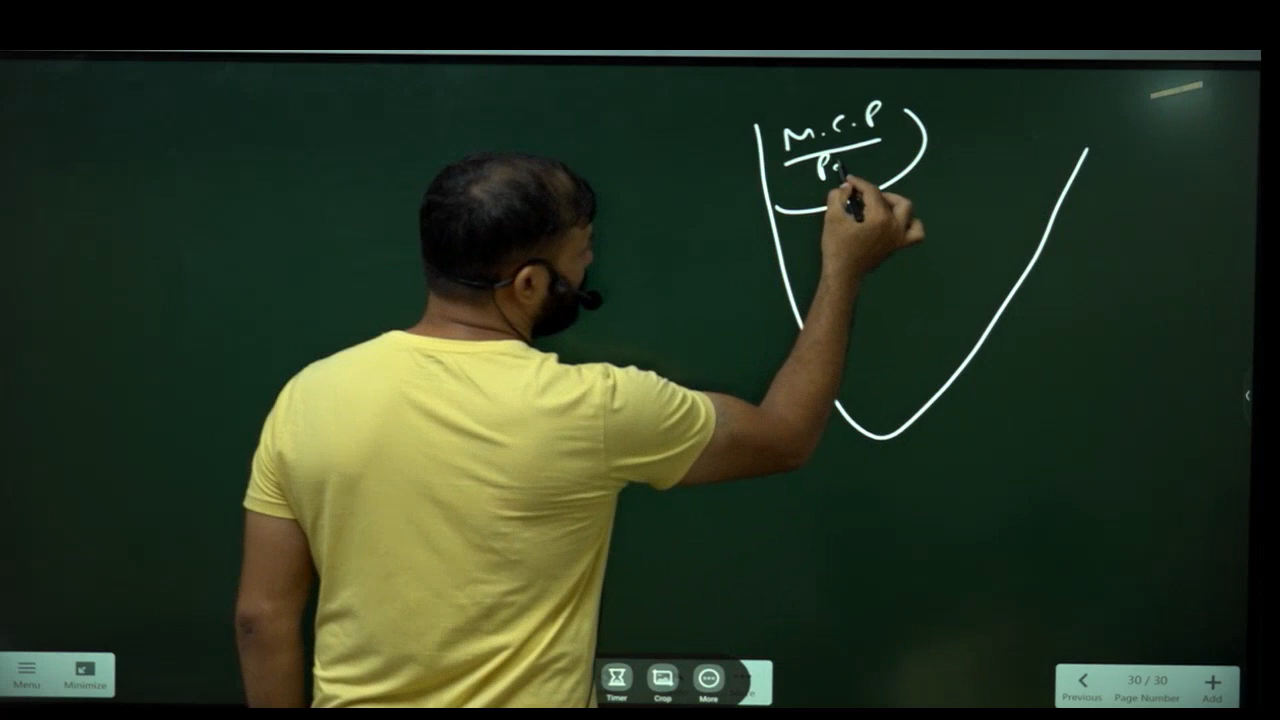 M.C.P
Menu
Minimize
Timer
Crop
More
Previous
30 / 30
Page Number
Add